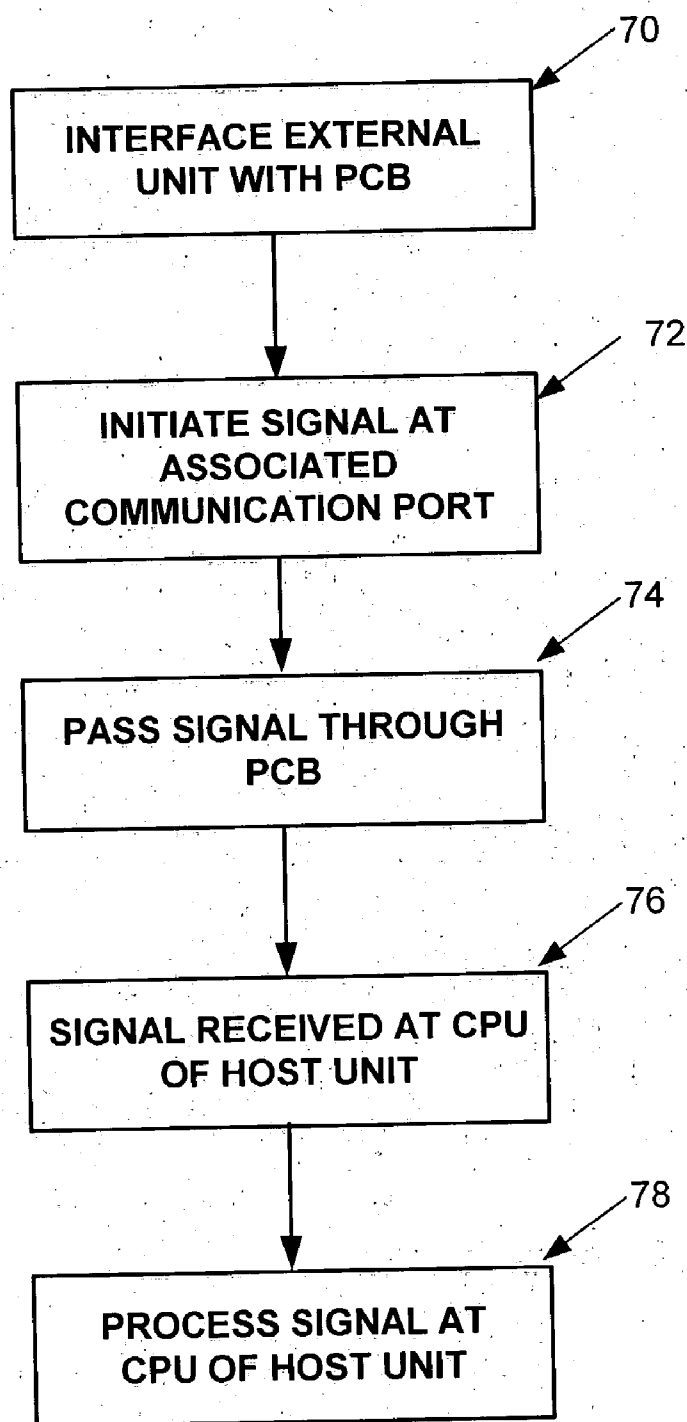 70
INTERFACE EXTERNAL
UNIT WITH PCB
72
INITIATE SIGNAL AT
ASSOCIATED
COMMUNICATION PORT
74
PASS SIGNAL THROUGH
PCB
76
SIGNAL RECEIVED AT CPU
OF HOST UNIT
78
PROCESS SIGNAL AT
CPU OF HOST UNIT